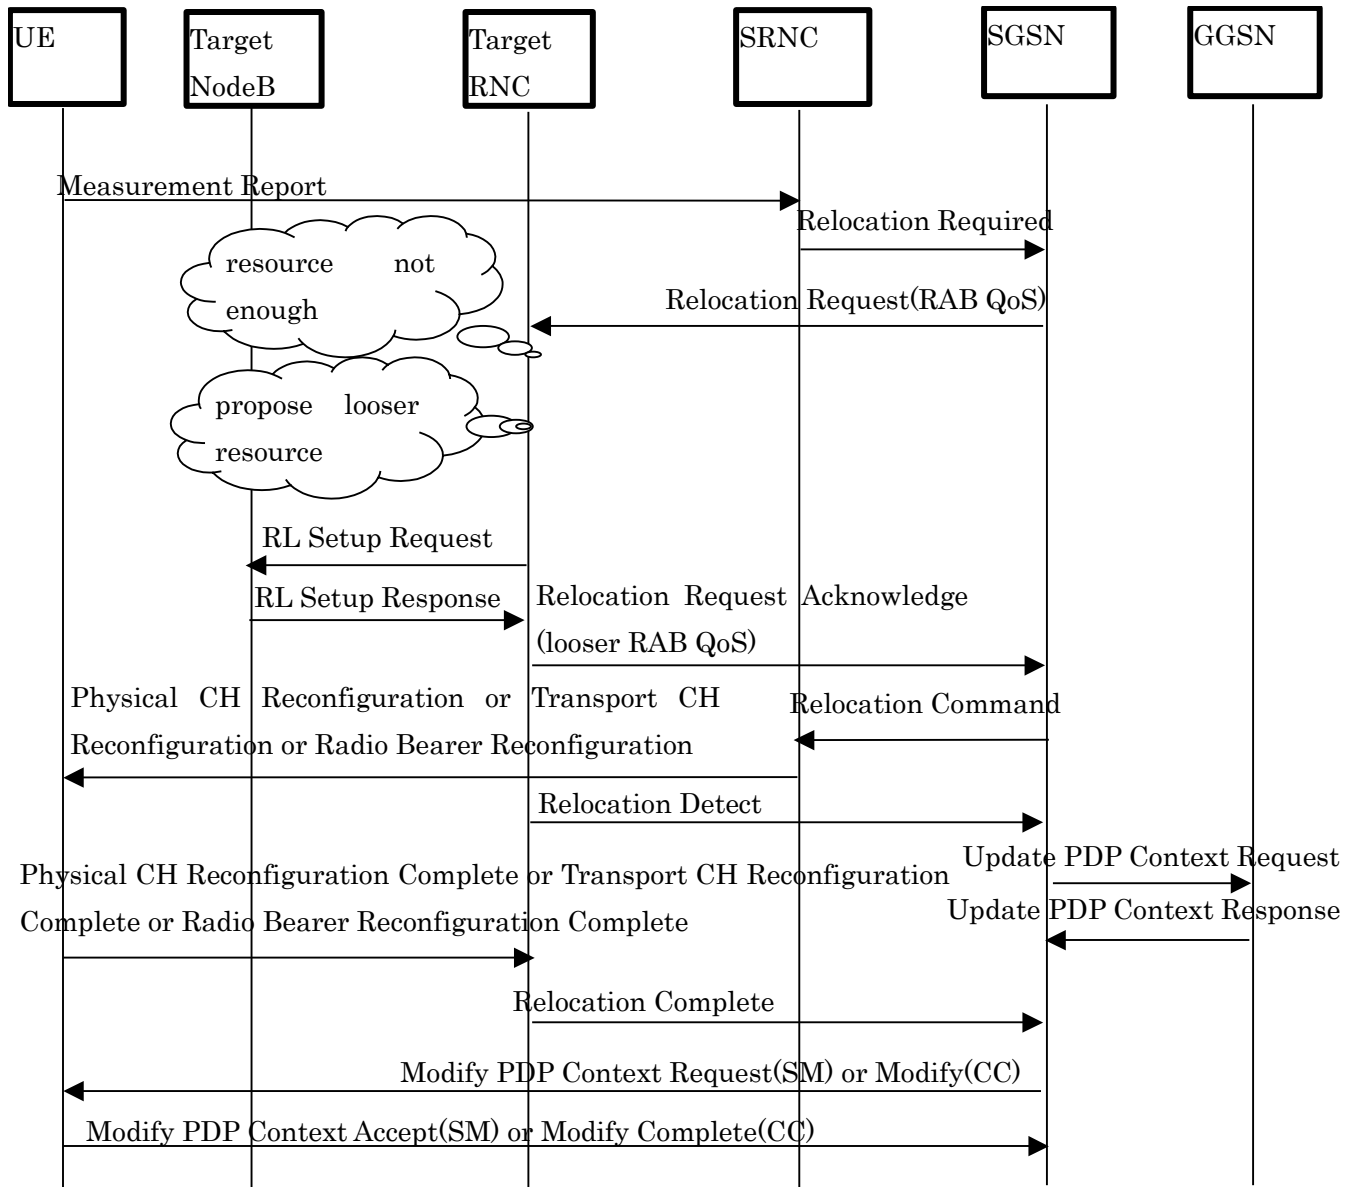 UE
Target
NodeB
Target
RNC
SRNC
SGSN
GGSN
Measurement Report
Relocation Required
resource not
enough
Relocation Request(RAB QoS)
propose looser
resource
RL Setup Request
RL Setup Response
Relocation Request Acknowledge
(looser RAB QoS)
Physical CH Reconfiguration or Transport CH
Reconfiguration or Radio Bearer Reconfiguration
Relocation Command
Relocation Detect
Update PDP Context Request
Physical CH Reconfiguration Complete or Transport CH Reconfiguration
Complete or Radio Bearer Reconfiguration Complete
Update PDP Context Response
Relocation Complete
Modify PDP Context Request(SM) or Modify(CC)
Modify PDP Context Accept(SM) or Modify Complete(CC)